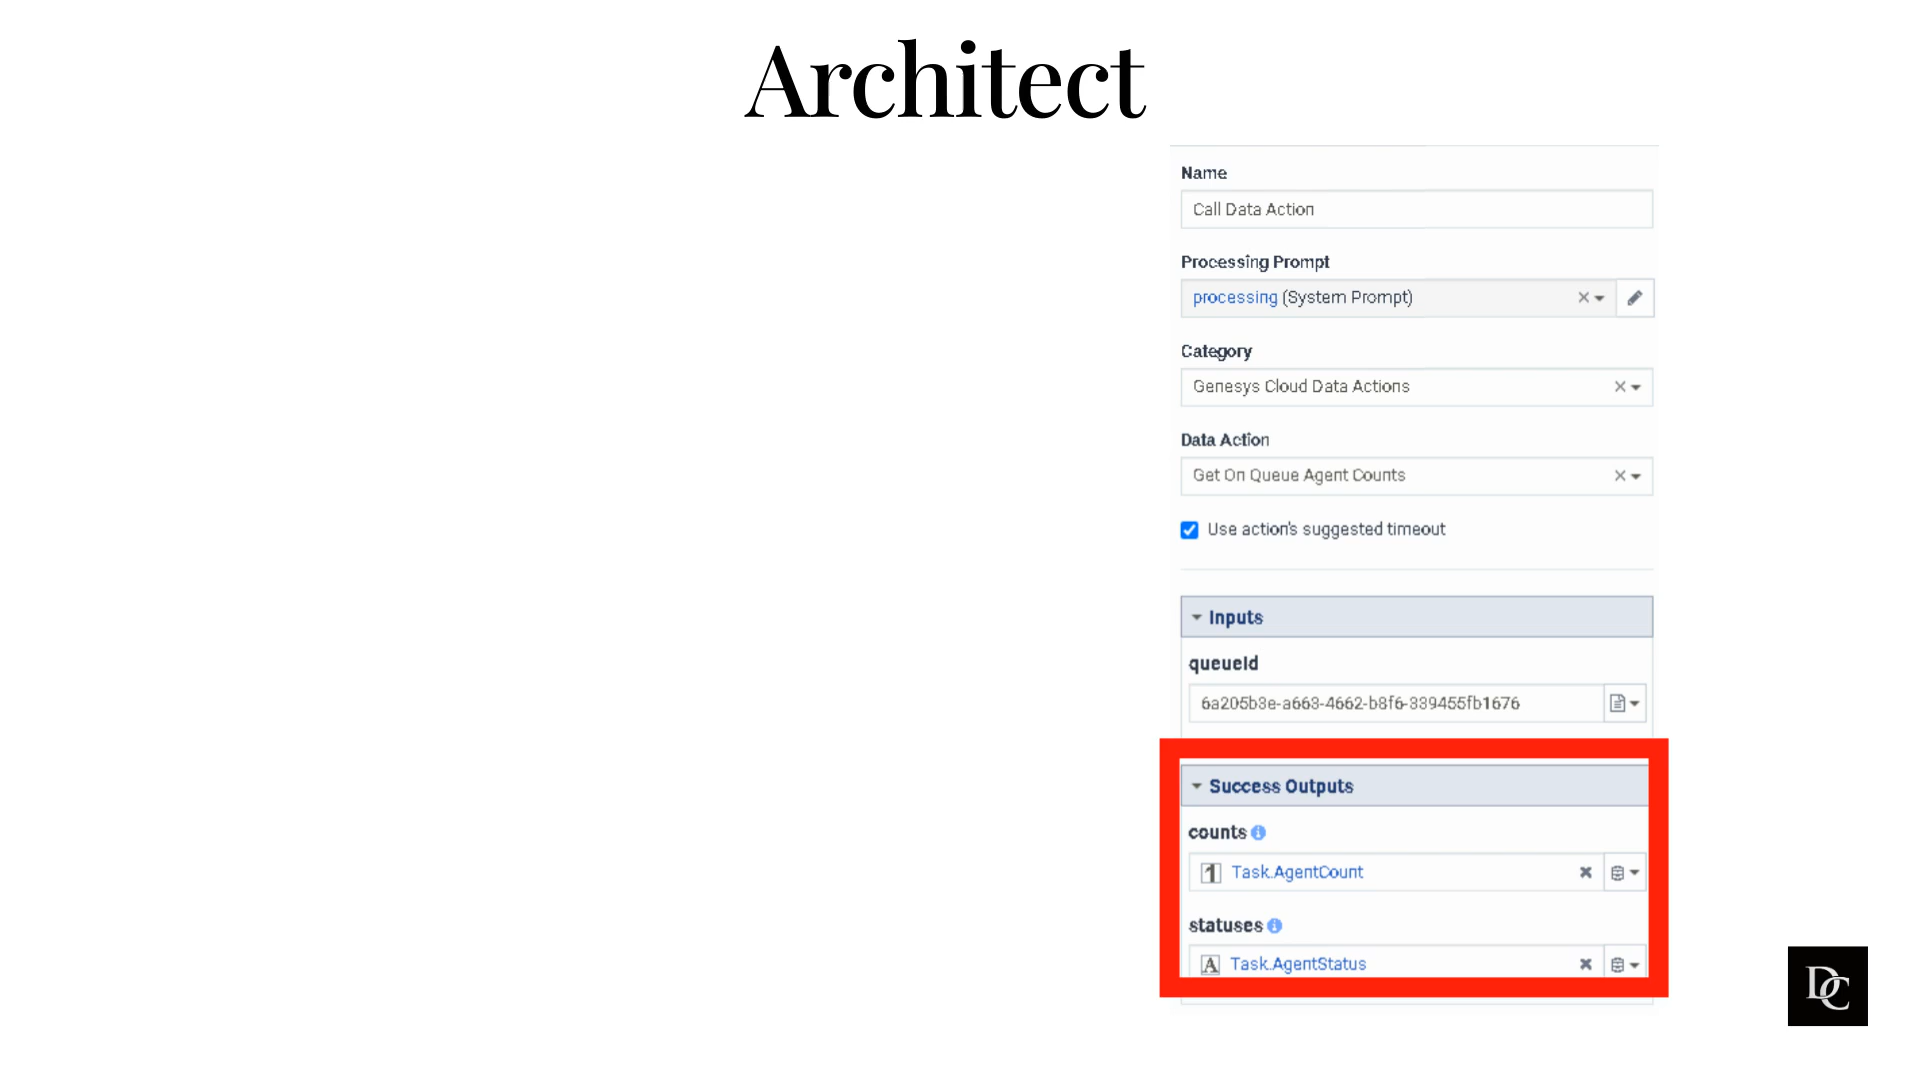 Architect
Name
Call Data Action
Processing Prompt
processing (System Prompt)
Category
Genesys Cloud Data Actions
Data Action
Get On Queue Agent Counts
Use action's suggested timeout
Inputs
queueId
6a205b3e-a663-4662-b8f6-339455fb1676
Success Outputs
counts
1 Task.AgentCount
statuses
A Task.AgentStatus
DC